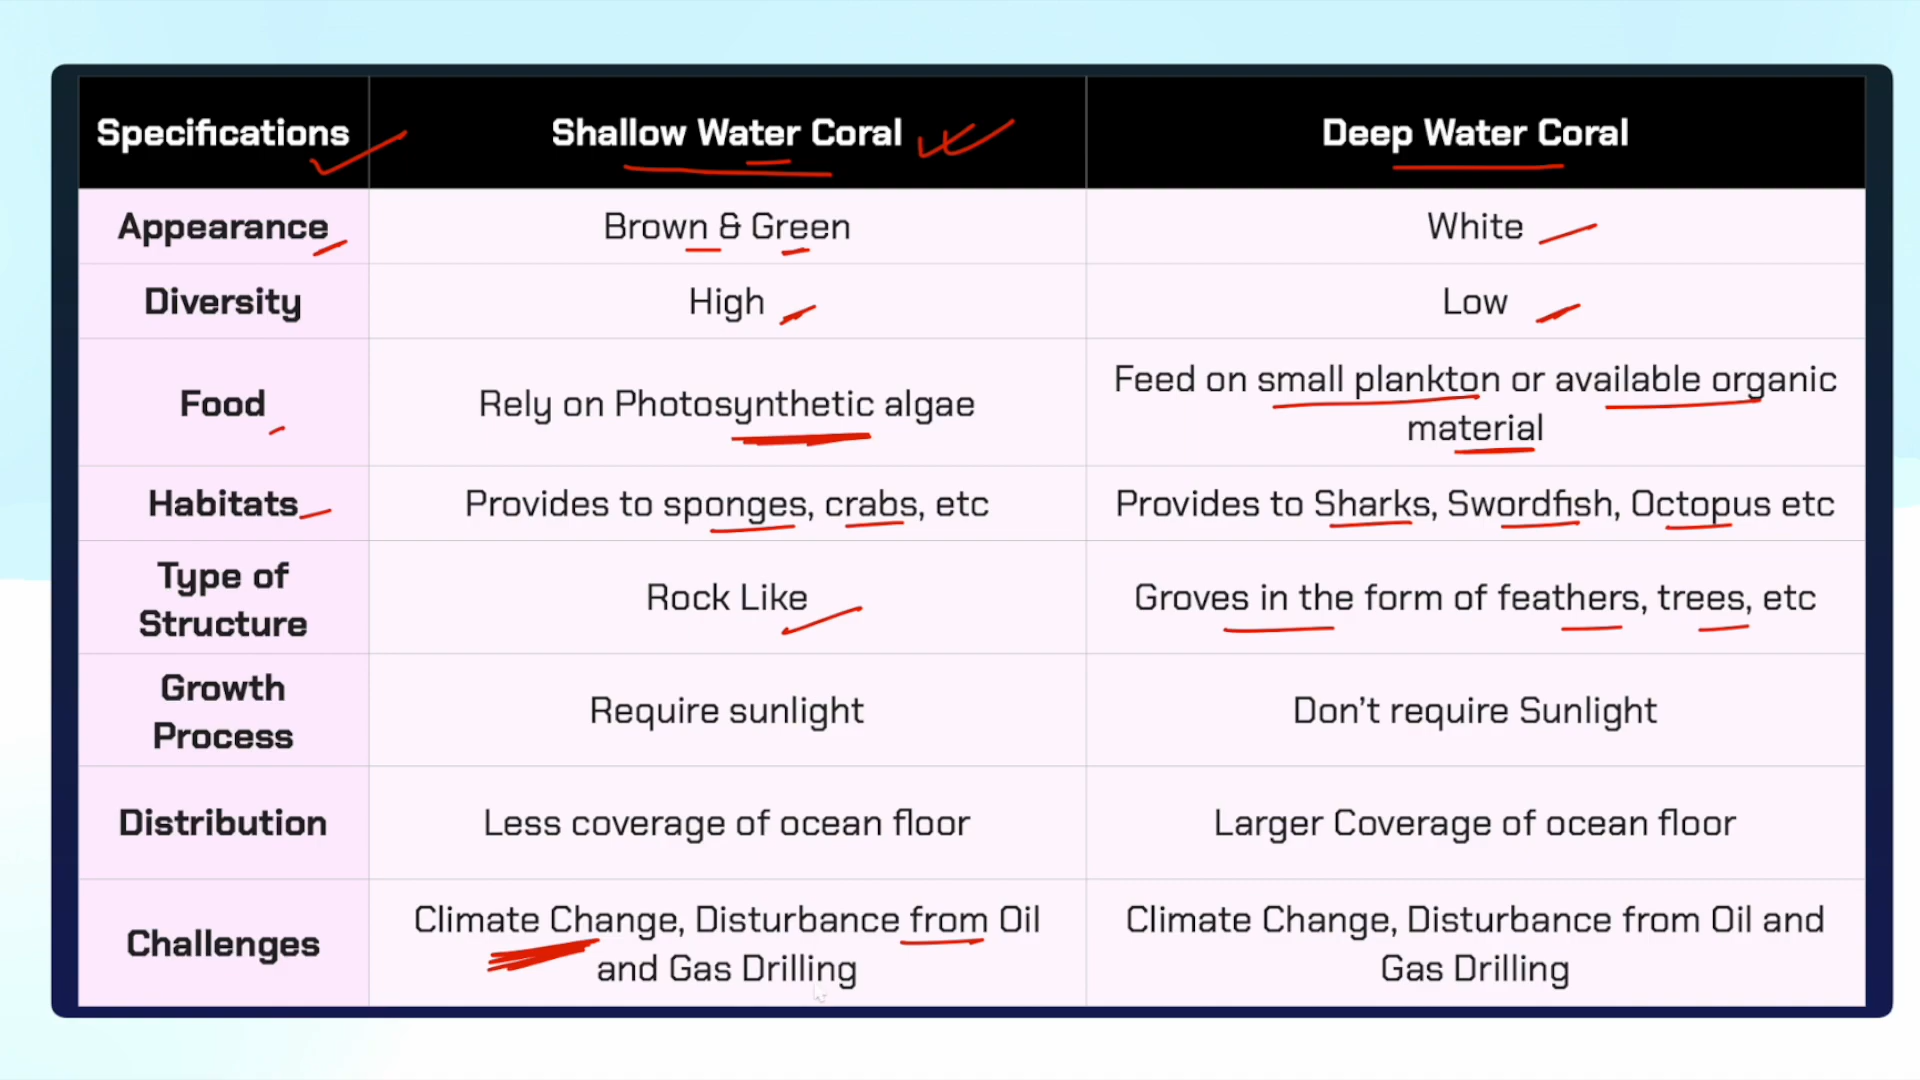 Specifications
Shallow Water Coral
Deep Water Coral
Appearance
Brown & Green
White
Diversity
High
Low
Food
Rely on Photosynthetic algae
Feed on small plankton or available organic
material
Habitats
Provides to sponges, crabs, etc
Provides to Sharks, Swordfish, Octopus etc
Type of
Structure
Rock Like
Groves in the form of feathers, trees, etc
Growth
Process
Require sunlight
Don't require Sunlight
Distribution
Less coverage of ocean floor
Larger Coverage of ocean floor
Challenges
Climate Change, Disturbance from Oil
and Gas Drilling
Climate Change, Disturbance from Oil and
Gas Drilling